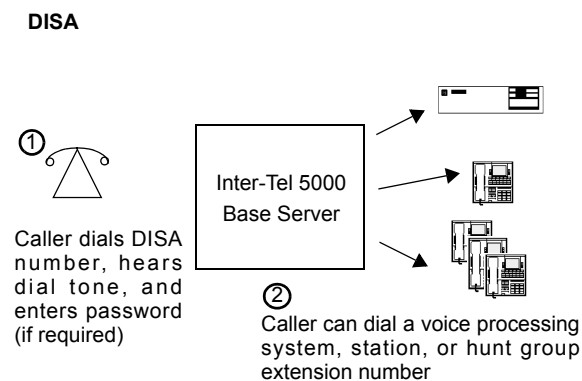 DISA
1
Caller dials DISA
number, hears
dial tone, and
enters password
(if required)
Inter-Tel 5000
Base Server
2
Caller can dial a voice processing
system, station, or hunt group
extension number